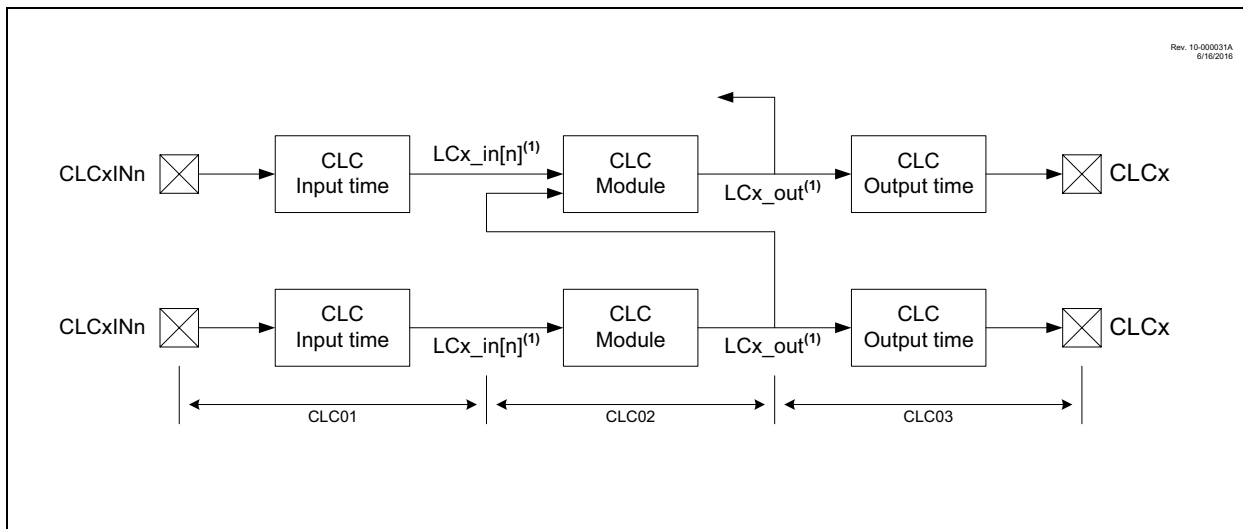 Rev. 10-000031A
6/16/2016
CLCxINn
CLC
Input time
LCx_in[n](1)
CLC
Module
LCx_out(1)
CLC
Output time
CLCx
CLCxINn
CLC
Input time
LCx_in[n](1)
CLC
Module
LCx_out(1)
CLC
Output time
CLCx
CLC01
CLC02
CLC03